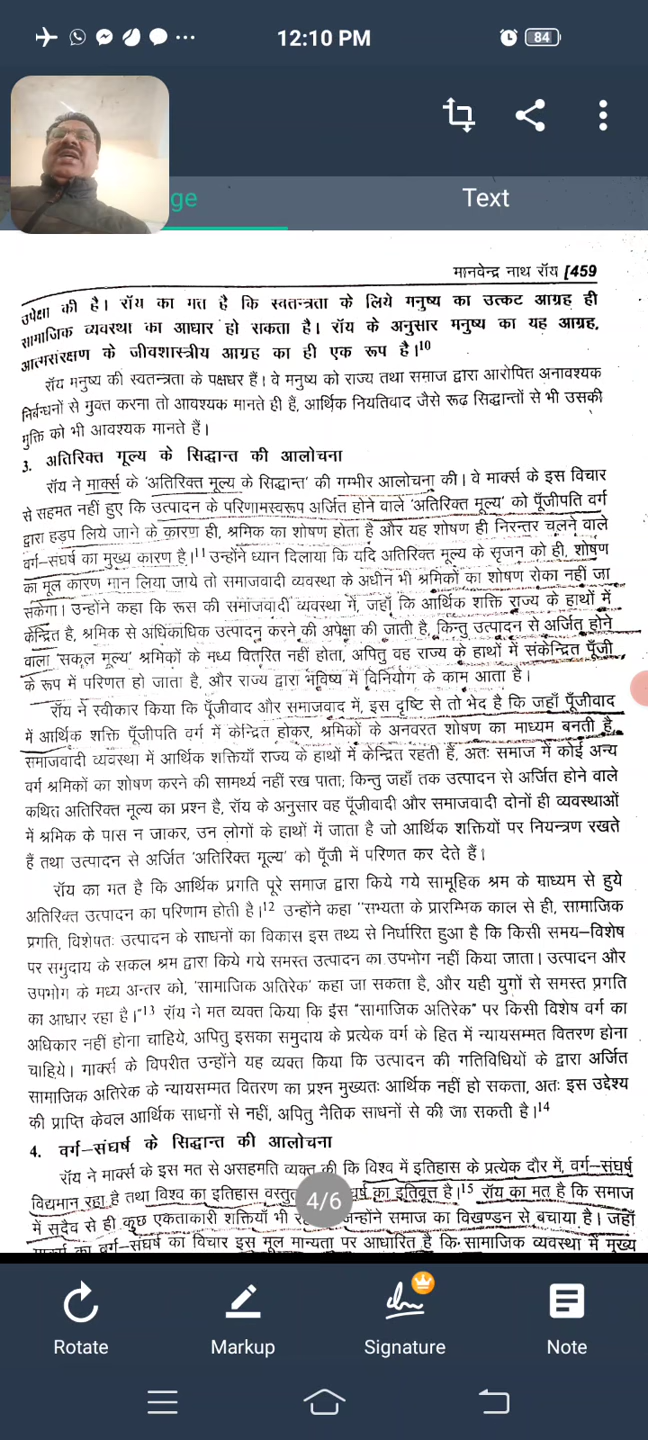 12:10 PM
84
ge
Text
मानवेन्द्र नाथ रॉय [459
उपेक्षा की है। रॉय का मत है कि स्वतन्त्रता के लिये मनुष्य का उत्कट आग्रह ही
सामाजिक व्यवस्था का आधार हो सकता है। रॉय के अनुसार मनुष्य का यह आग्रह,
आत्मसंरक्षण के जीवशास्त्रीय आग्रह का ही एक रूप है।10
रॉय मनुष्य की स्वतन्त्रता के पक्षधर हैं। वे मनुष्य को राज्य तथा समाज द्वारा आरोपित अनावश्यक
निर्बन्धनों से मुक्त करना तो आवश्यक मानते ही हैं, आर्थिक नियतिवाद जैसे रूढ सिद्धान्तों से भी उसकी
मुक्ति को भी आवश्यक मानते हैं।
3. अतिरिक्त मूल्य के सिद्धान्त की आलोचना
रॉय ने मार्क्स के 'अतिरिक्त मूल्य के सिद्धान्त' की गम्भीर आलोचना की। वे मार्क्स के इस विचार
से सहमत नहीं हुए कि उत्पादन के परिणामस्वरूप अर्जित होने वाले 'अतिरिक्त मूल्य' को पूँजीपति वर्ग
द्वारा हड़प लिये जाने के कारण ही, श्रमिक का शोषण होता है और यह शोषण ही निरन्तर चलने वाले
वर्ग-संघर्ष का मुख्य कारण है।11 उन्होंने ध्यान दिलाया कि यदि अतिरिक्त मूल्य के सृजन को ही, शोषण
का मूल कारण मान लिया जाये तो समाजवादी व्यवस्था के अधीन भी श्रमिकों का शोषण रोका नहीं जा
सकेगा। उन्होंने कहा कि रूस की समाजवादी व्यवस्था में, जहाँ कि आर्थिक शक्ति राज्य के हाथों में
केन्द्रित है, श्रमिक से अधिकाधिक उत्पादन करने की अपेक्षा की जाती है, किन्तु उत्पादन से अर्जित होने
वाला 'सकल मूल्य' श्रमिकों के मध्य वितरित नहीं होता, अपितु वह राज्य के हाथों में संकेन्द्रित पूँजी
के रूप में परिणत हो जाता है, और राज्य द्वारा भविष्य में विनियोग के काम आता है।
रॉय ने स्वीकार किया कि पूँजीवाद और समाजवाद में, इस दृष्टि से तो भेद है कि जहाँ पूँजीवाद
में आर्थिक शक्ति पूँजीपति वर्ग में केन्द्रित होकर, श्रमिकों के अनवरत शोषण का माध्यम बनती है,
समाजवादी व्यवस्था में आर्थिक शक्तियाँ राज्य के हाथों में केन्द्रित रहती हैं, अतः समाज में कोई अन्य
वर्ग श्रमिकों का शोषण करने की सामर्थ्य नहीं रख पाता; किन्तु जहाँ तक उत्पादन से अर्जित होने वाले
कथित अतिरिक्त मूल्य का प्रश्न है, रॉय के अनुसार वह पूँजीवादी और समाजवादी दोनों ही व्यवस्थाओं
में श्रमिक के पास न जाकर, उन लोगों के हाथों में जाता है जो आर्थिक शक्तियों पर नियन्त्रण रखते
हैं तथा उत्पादन से अर्जित 'अतिरिक्त मूल्य' को पूँजी में परिणत कर देते हैं।
रॉय का मत है कि आर्थिक प्रगति पूरे समाज द्वारा किये गये सामूहिक श्रम के माध्यम से हुये
अतिरिक्त उत्पादन का परिणाम होती है।12 उन्होंने कहा "सभ्यता के प्रारम्भिक काल से ही, सामाजिक
प्रगति, विशेषतः उत्पादन के साधनों का विकास इस तथ्य से निर्धारित हुआ है कि किसी समय-विशेष
पर समुदाय के सकल श्रम द्वारा किये गये समस्त उत्पादन का उपभोग नहीं किया जाता। उत्पादन और
उपभोग के मध्य अन्तर को, 'सामाजिक अतिरेक' कहा जा सकता है, और यही युगों से समस्त प्रगति
का आधार रहा है।"13 रॉय ने मत व्यक्त किया कि इस "सामाजिक अतिरेक" पर किसी विशेष वर्ग का
अधिकार नहीं होना चाहिये, अपितु इसका समुदाय के प्रत्येक वर्ग के हित में न्यायसम्मत वितरण होना
चाहिये। मार्क्स के विपरीत उन्होंने यह व्यक्त किया कि उत्पादन की गतिविधियों के द्वारा अर्जित
सामाजिक अतिरेक के न्यायसम्मत वितरण का प्रश्न मुख्यतः आर्थिक नहीं हो सकता, अतः इस उद्देश्य
की प्राप्ति केवल आर्थिक साधनों से नहीं, अपितु नैतिक साधनों से की जा सकती है।14
4. वर्ग-संघर्ष के सिद्धान्त की आलोचना
रॉय ने मार्क्स के इस मत से असहमति व्यक्त की कि विश्व में इतिहास के प्रत्येक दौर में, वर्ग-संघर्ष
विद्यमान रहा है तथा विश्व का इतिहास का इतिवृत्त है।15 रॉय का मत है कि समाज
में सदैव से ही कुछ एकताकारी शक्तियाँ भी जिन्होंने समाज का विखण्डन से बचाया है। जहाँ
मार्क्स का वर्ग-संघर्ष का विचार इस मूल मान्यता पर आधारित है कि सामाजिक व्यवस्था में मुख्य
4/6
Rotate
Markup
Signature
Note